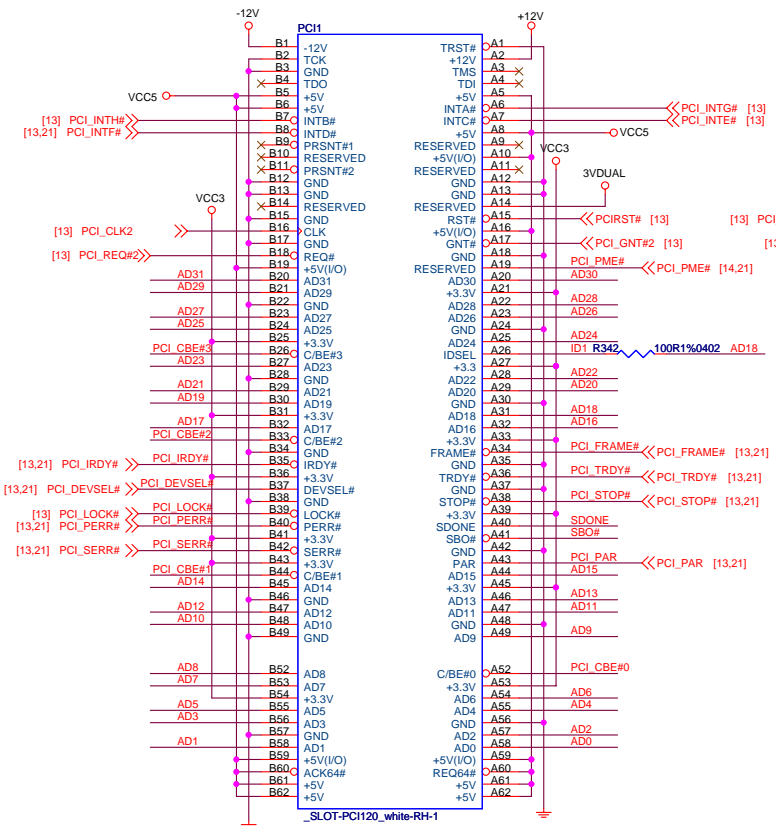 -12V +12V
PCI1
B1 -12V TRST# A1
B2 TCK +12V A2
B3 GND TMS A3
B4 TDO TDI A4
VCC5 B5 +5V +5V A5
B6 +5V INTA# A6 PCI_INTG# [13]
[13] PCI_INTH# B7 INTB# INTC# A7 PCI_INTE# [13]
[13,21] PCI_INTF# B8 INTD# +5V A8 VCC5
B9 PRSNT#1 RESERVED A9
B10 RESERVED +5V(I/O) A10 VCC3
B11 PRSNT#2 RESERVED A11
B12 GND GND A12
B13 GND GND A13 3VDUAL
VCC3 B14 RESERVED RESERVED A14
B15 GND RST# A15 PCIRST# [13] [13] PCI
[13] PCI_CLK2 B16 CLK +5V(I/O) A16
B17 GND GNT# A17 PCI_GNT#2 [13]
[13] PCI_REQ#2 B18 REQ# GND A18
B19 +5V(I/O) RESERVED A19 PCI_PME# PCI_PME# [14,21]
AD31 B20 AD31 AD30 A20 AD30
AD29 B21 AD29 +3.3V A21
B22 GND AD28 A22 AD28
AD27 B23 AD27 AD26 A23 AD26
AD25 B24 AD25 GND A24
B25 +3.3V AD24 A25 AD24
PCI_CBE#3 B26 C/BE#3 IDSEL A26 ID1 R342 100R1%0402 AD18
AD23 B27 AD23 +3.3 A27
B28 GND AD22 A28 AD22
AD21 B29 AD21 AD20 A29 AD20
AD19 B30 AD19 GND A30
B31 +3.3V AD18 A31 AD18
AD17 B32 AD17 AD16 A32 AD16
PCI_CBE#2 B33 C/BE#2 +3.3V A33
B34 GND FRAME# A34 PCI_FRAME# PCI_FRAME# [13,21]
[13,21] PCI_IRDY# PCI_IRDY# B35 IRDY# GND A35
B36 +3.3V TRDY# A36 PCI_TRDY# PCI_TRDY# [13,21]
[13,21] PCI_DEVSEL# PCI_DEVSEL# B37 DEVSEL# GND A37
B38 GND STOP# A38 PCI_STOP# PCI_STOP# [13,21]
[13] PCI_LOCK# PCI_LOCK# B39 LOCK# +3.3V A39
[13,21] PCI_PERR# PCI_PERR# B40 PERR# SDONE A40 SDONE
B41 +3.3V SBO# A41 SBO#
[13,21] PCI_SERR# PCI_SERR# B42 SERR# GND A42
B43 +3.3V PAR A43 PCI_PAR PCI_PAR [13,21]
PCI_CBE#1 B44 C/BE#1 AD15 A44 AD15
AD14 B45 AD14 +3.3V A45
B46 GND AD13 A46 AD13
AD12 B47 AD12 AD11 A47 AD11
AD10 B48 AD10 GND A48
B49 GND AD9 A49 AD9
AD8 B52 AD8 C/BE#0 A52 PCI_CBE#0
AD7 B53 AD7 +3.3V A53
B54 +3.3V AD6 A54 AD6
AD5 B55 AD5 AD4 A55 AD4
AD3 B56 AD3 GND A56
B57 GND AD2 A57 AD2
AD1 B58 AD1 AD0 A58 AD0
B59 +5V(I/O) +5V(I/O) A59
B60 ACK64# REQ64# A60
B61 +5V +5V A61
B62 +5V +5V A62
_SLOT-PCI120_white-RH-1